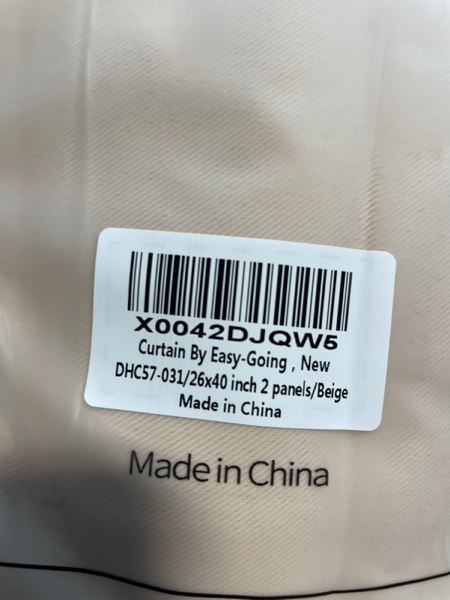 X0042DJQW5
Curtain By Easy-Going , New
DHC57-031/26x40 inch 2 panels/Beige
Made in China
Made in China